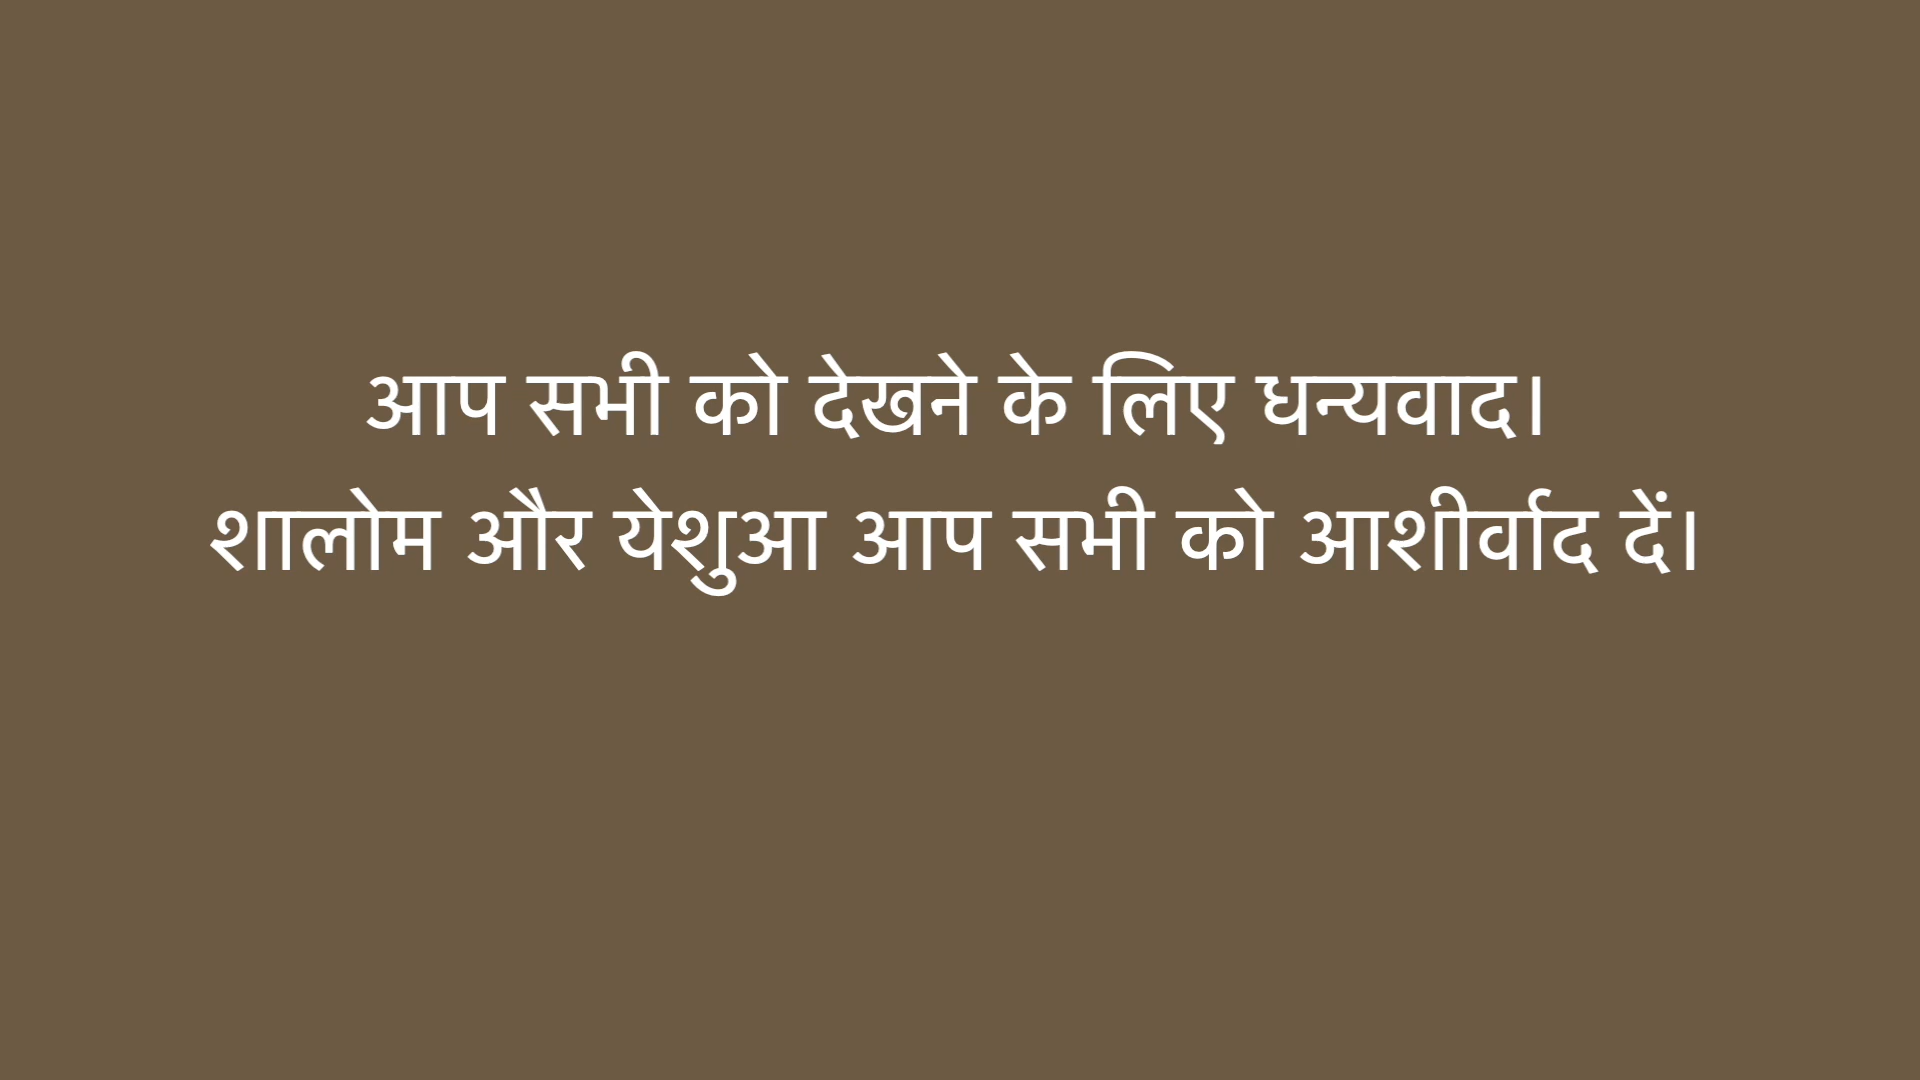 आप सभी को देखने के लिए धन्यवाद।
शालोम और येशुआ आप सभी को आशीर्वाद दें।